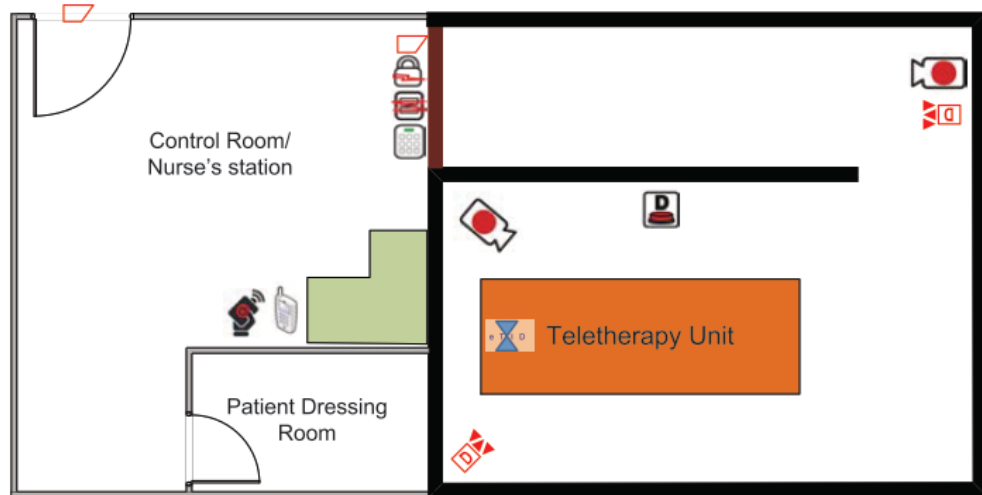 Control Room/
Nurse's station
D
D
Teletherapy Unit
Patient Dressing
Room
D